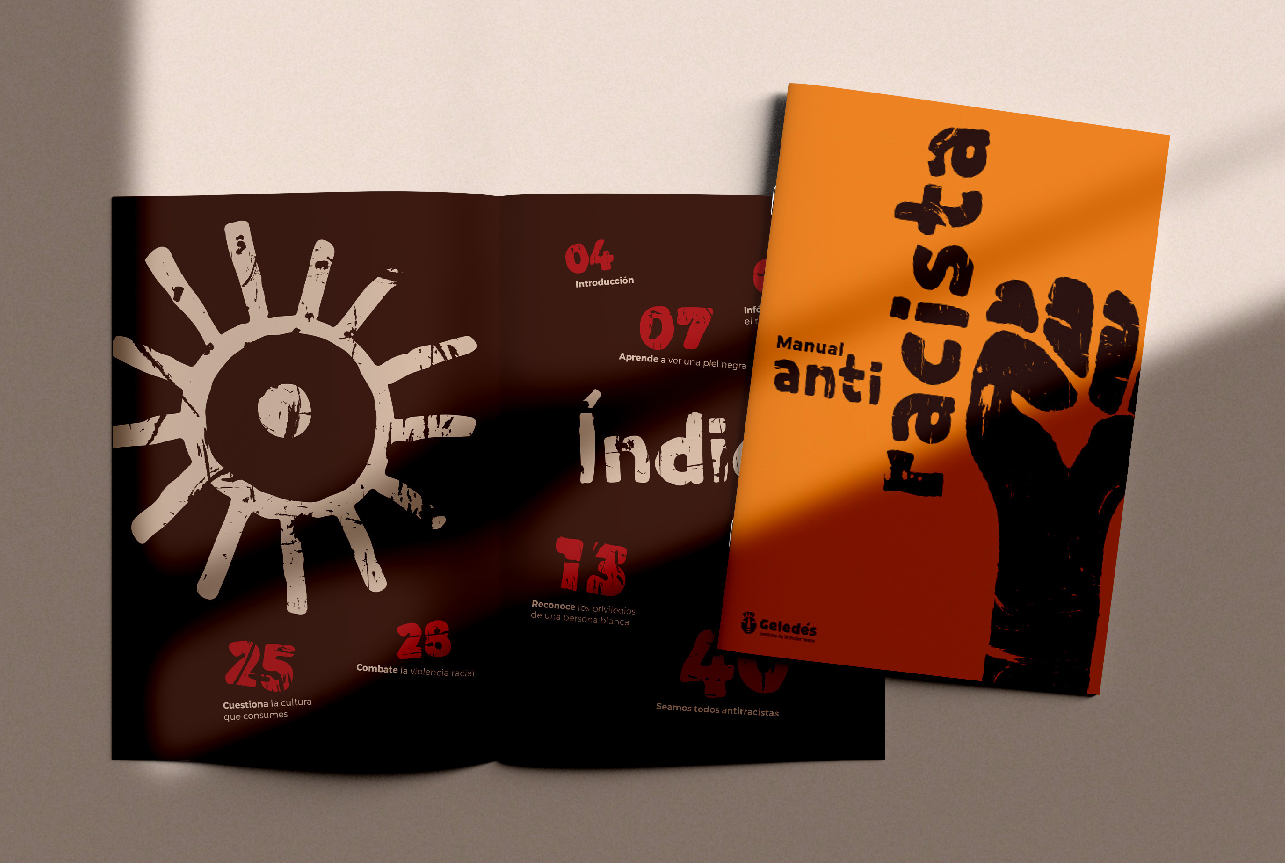 04
Introducción
07
Aprende a ver una piel negra
Índic
13
Reconoce los privilegios
de una persona blanca
25
Cuestiona la cultura
que consumes
28
Combate la violencia racial
40
Seamos todos antirracistas
Manual
anti
racista
Geledés